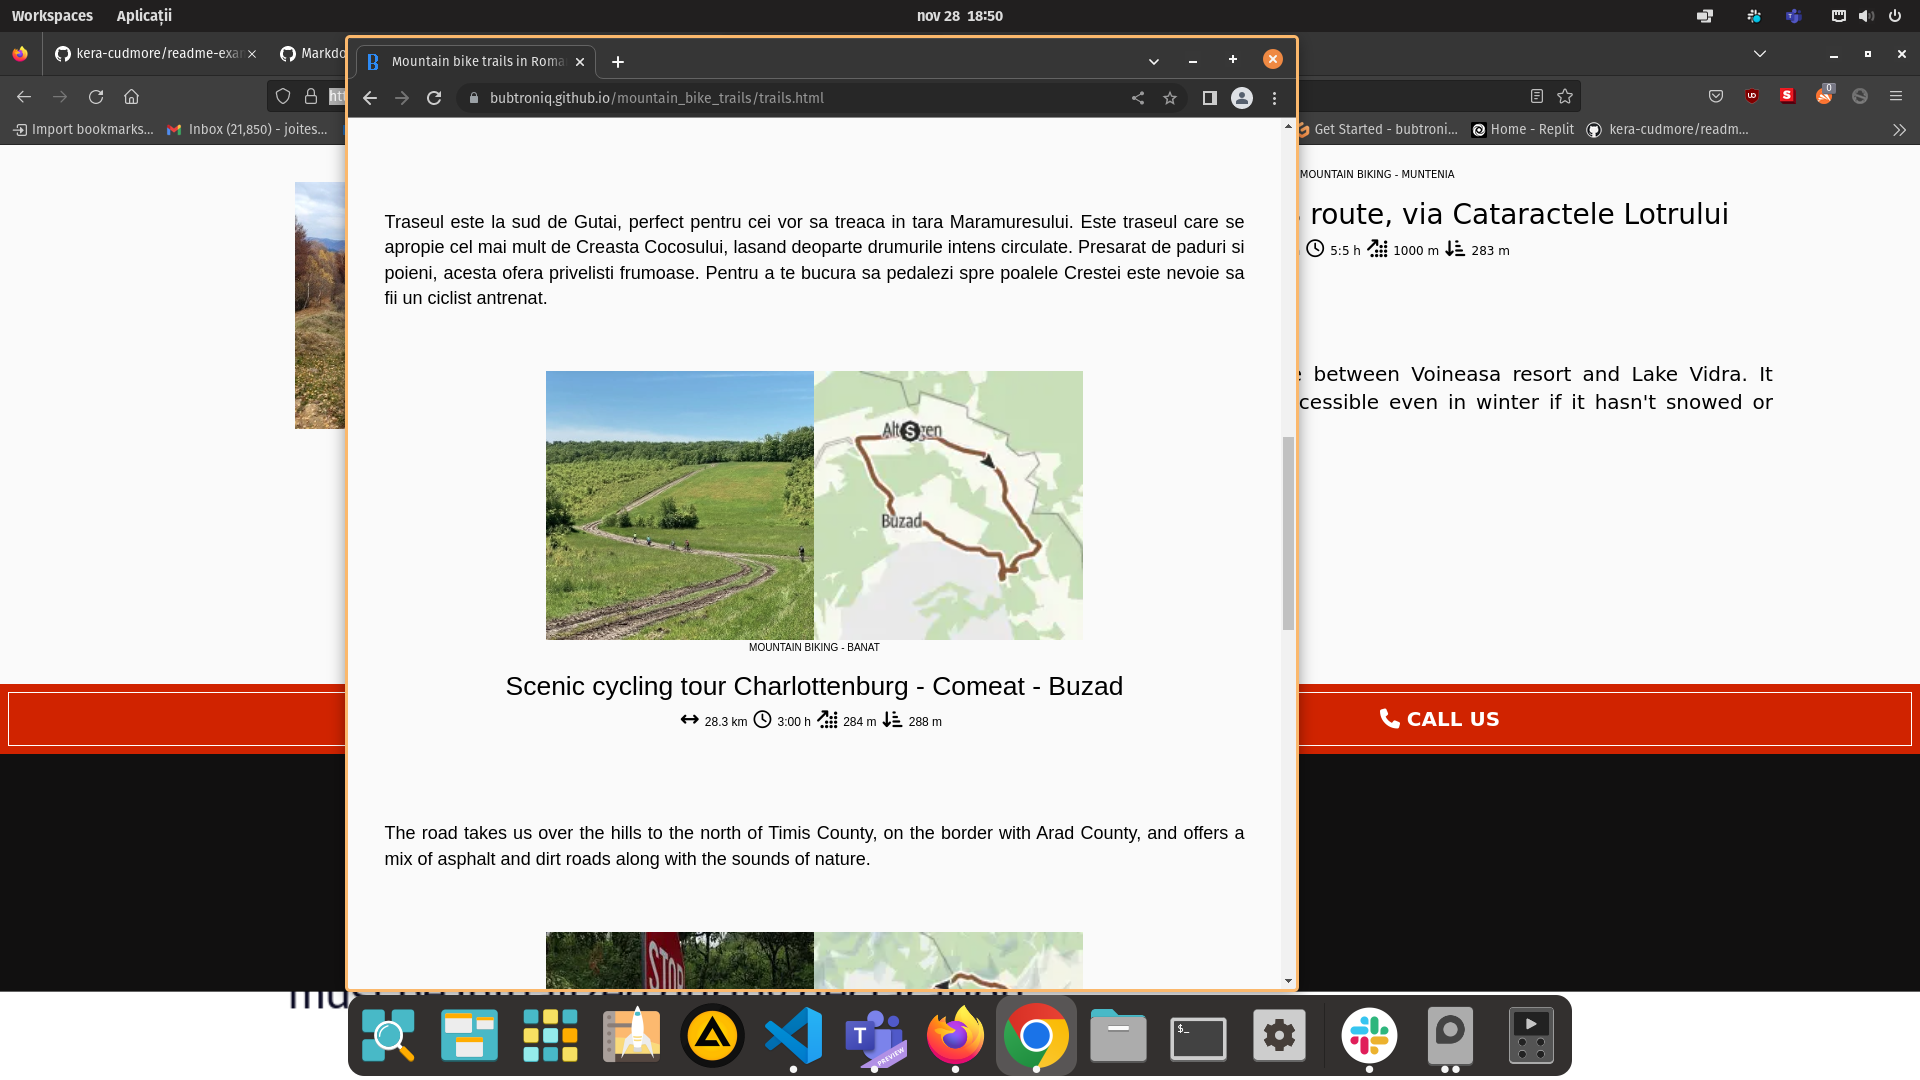 Workspaces Aplicații nov 28 18:50
kera-cudmore/readme-exa
Markdo
Mountain bike trails in Roma
bubtroniq.github.io/mountain_bike_trails/trails.html
0
Import bookmarks...
Inbox (21,850) - joites...
Get Started - bubtroni...
Home - Replit
kera-cudmore/readm...
MOUNTAIN BIKING - MUNTENIA
route, via Cataractele Lotrului
5:5 h 1000 m 283 m
between Voineasa resort and Lake Vidra. It
cessible even in winter if it hasn't snowed or
CALL US
Traseul este la sud de Gutai, perfect pentru cei vor sa treaca in tara Maramuresului. Este traseul care se
apropie cel mai mult de Creasta Cocosului, lasand deoparte drumurile intens circulate. Presarat de paduri si
poieni, acesta ofera privelisti frumoase. Pentru a te bucura sa pedalezi spre poalele Crestei este nevoie sa
fii un ciclist antrenat.
S
Buzad
MOUNTAIN BIKING - BANAT
Scenic cycling tour Charlottenburg - Comeat - Buzad
28.3 km 3:00 h 284 m 288 m
The road takes us over the hills to the north of Timis County, on the border with Arad County, and offers a
mix of asphalt and dirt roads along with the sounds of nature.
STOP
T
PREVIEW
$_